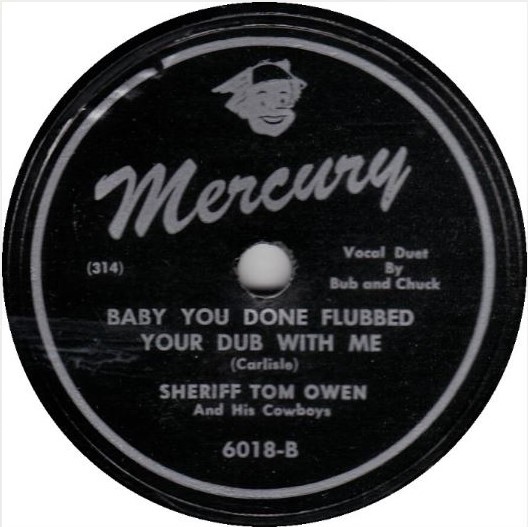 Mercury
(314)
Vocal Duet
By
Bub and Chuck
BABY YOU DONE FLUBBED
YOUR DUB WITH ME
(Carlisle)
SHERIFF TOM OWEN
And His Cowboys
6018-B